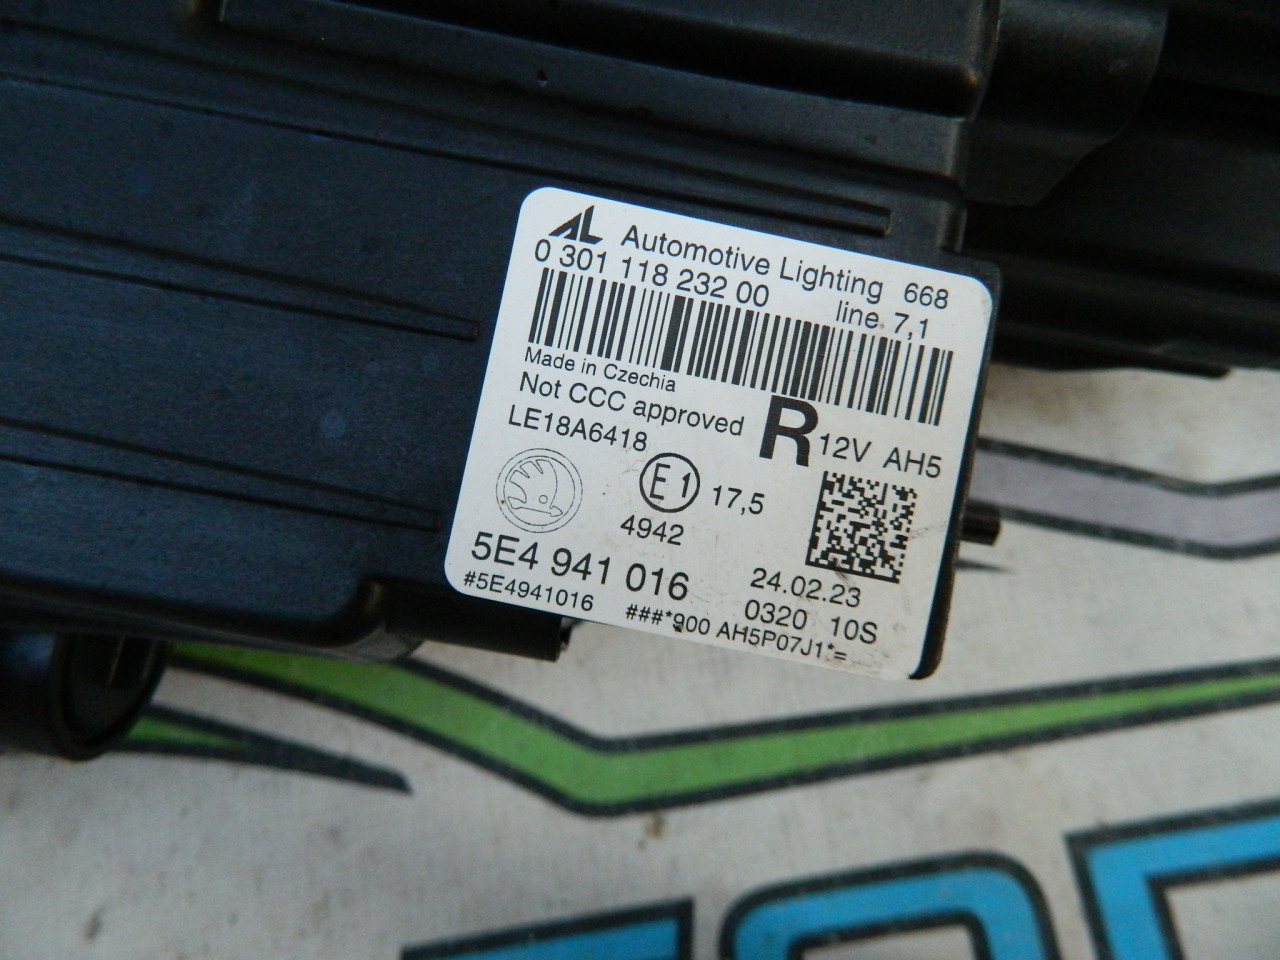 AL Automotive Lighting 668
0 301 118 232 00 line 7,1
Made in Czechia
Not CCC approved R 12V AH5
LE18A6418
E1 17,5
4942
5E4 941 016 24.02.23
#5E4941016 0320 10S
###*900 AH5P07J1*=